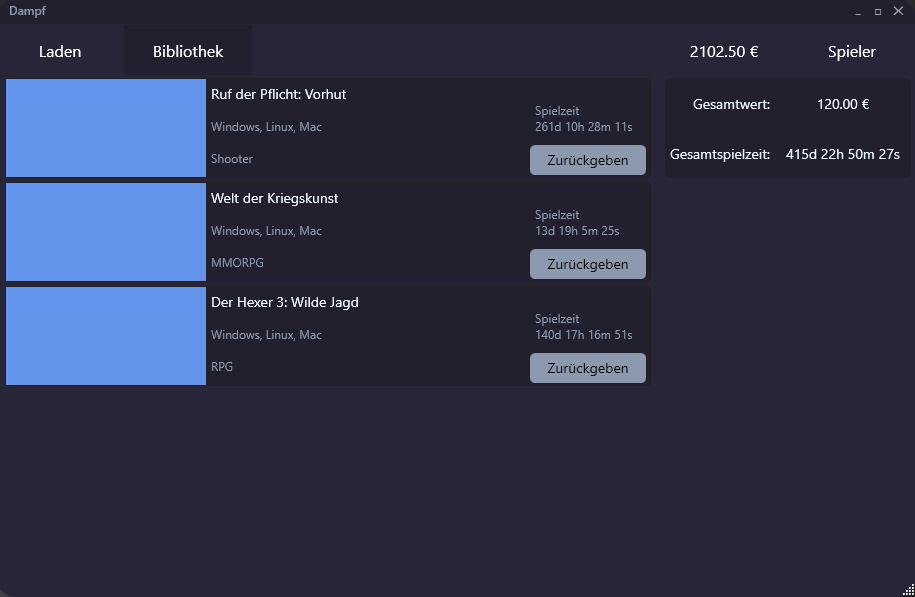 Dampf
Laden
Bibliothek
2102.50 €
Spieler
Ruf der Pflicht: Vorhut
Windows, Linux, Mac
Shooter
Spielzeit
261d 10h 28m 11s
Zurückgeben
Welt der Kriegskunst
Windows, Linux, Mac
MMORPG
Spielzeit
13d 19h 5m 25s
Zurückgeben
Der Hexer 3: Wilde Jagd
Windows, Linux, Mac
RPG
Spielzeit
140d 17h 16m 51s
Zurückgeben
Gesamtwert: 120.00 €
Gesamtspielzeit: 415d 22h 50m 27s